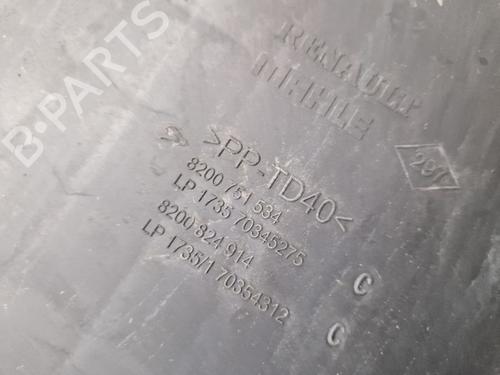 B-PARTS
RENAULT
MAHLE
>PP-TD40<
8200 751 534
LP 1735 70345275
8200 824 914
LP 1735/1 70354312
C
C